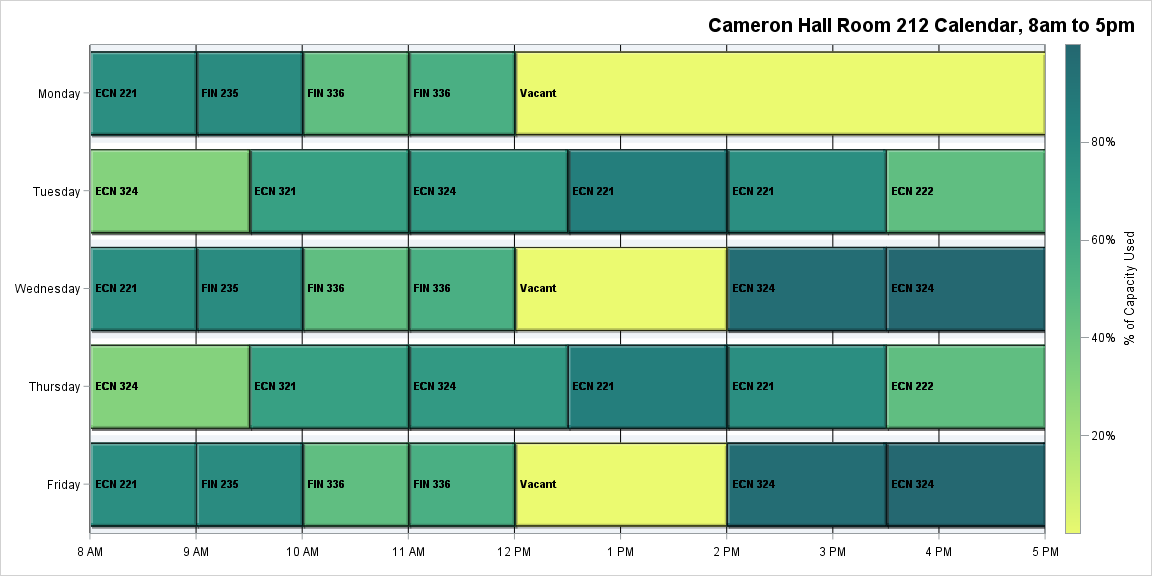 Cameron Hall Room 212 Calendar, 8am to 5pm
Monday ECN 221 FIN 235 FIN 336 FIN 336 Vacant
80%
Tuesday ECN 324 ECN 321 ECN 324 ECN 221 ECN 221 ECN 222
60%
Wednesday ECN 221 FIN 235 FIN 336 FIN 336 Vacant ECN 324 ECN 324
% of Capacity Used
40%
Thursday ECN 324 ECN 321 ECN 324 ECN 221 ECN 221 ECN 222
20%
Friday ECN 221 FIN 235 FIN 336 FIN 336 Vacant ECN 324 ECN 324
8 AM 9 AM 10 AM 11 AM 12 PM 1 PM 2 PM 3 PM 4 PM 5 PM